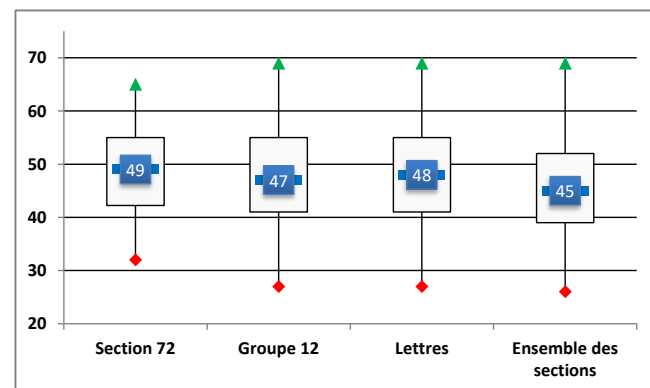 70
60
50
40
30
20
49
47
48
45
Section 72
Groupe 12
Lettres
Ensemble des
sections